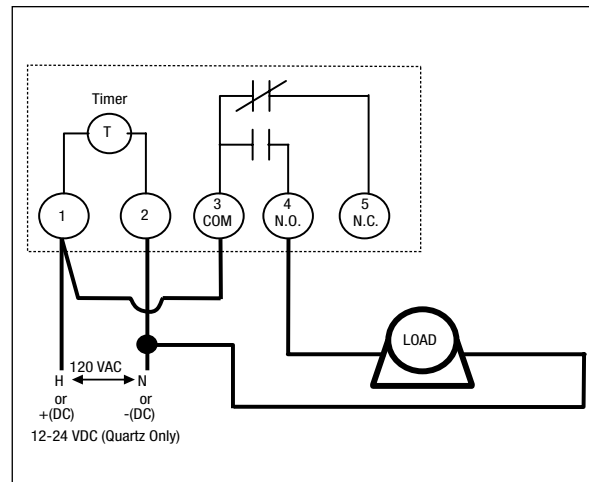 Timer
T
1
2
3
COM
4
N.O.
5
N.C.
LOAD
120 VAC
H
N
or
or
+(DC)
-(DC)
12-24 VDC (Quartz Only)